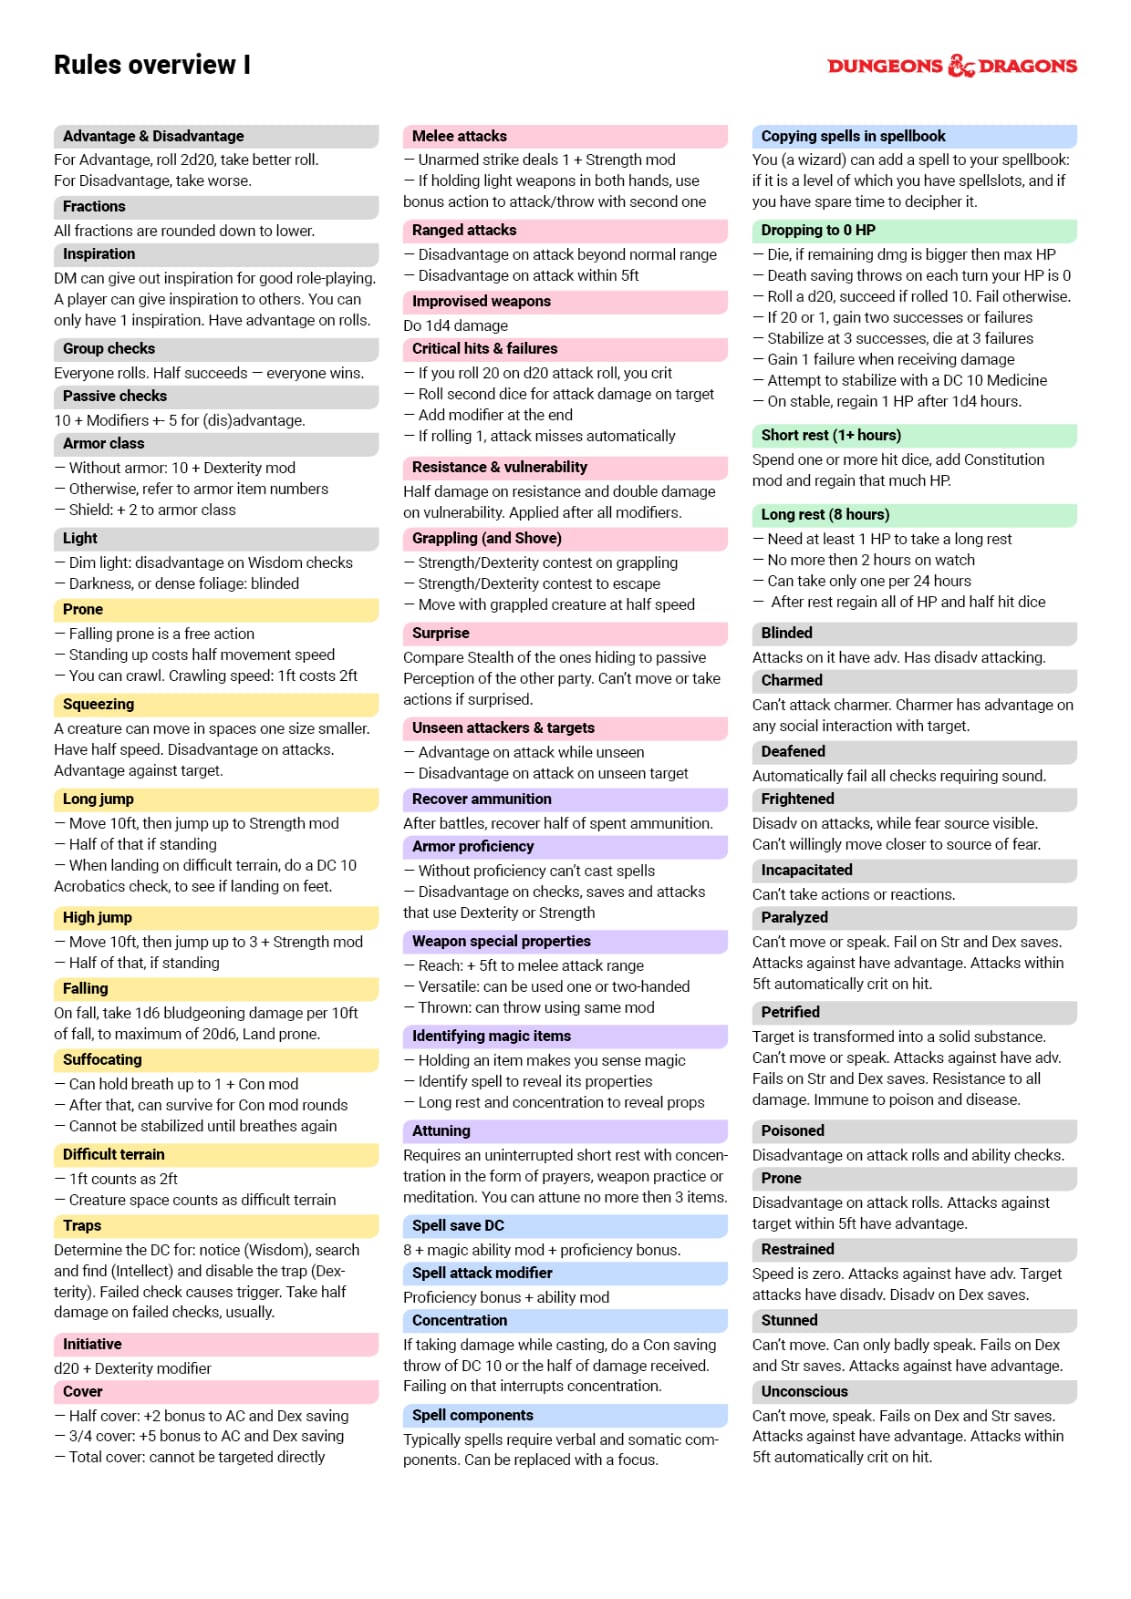 Rules overview I
DUNGEONS & DRAGONS
Advantage & Disadvantage
For Advantage, roll 2d20, take better roll.
For Disadvantage, take worse.
Fractions
All fractions are rounded down to lower.
Inspiration
DM can give out inspiration for good role-playing.
A player can give inspiration to others. You can
only have 1 inspiration. Have advantage on rolls.
Group checks
Everyone rolls. Half succeeds — everyone wins.
Passive checks
10 + Modifiers +- 5 for (dis)advantage.
Armor class
— Without armor: 10 + Dexterity mod
— Otherwise, refer to armor item numbers
— Shield: + 2 to armor class
Light
— Dim light: disadvantage on Wisdom checks
— Darkness, or dense foliage: blinded
Prone
— Falling prone is a free action
— Standing up costs half movement speed
— You can crawl. Crawling speed: 1ft costs 2ft
Squeezing
A creature can move in spaces one size smaller.
Have half speed. Disadvantage on attacks.
Advantage against target.
Long jump
— Move 10ft, then jump up to Strength mod
— Half of that if standing
— When landing on difficult terrain, do a DC 10
Acrobatics check, to see if landing on feet.
High jump
— Move 10ft, then jump up to 3 + Strength mod
— Half of that, if standing
Falling
On fall, take 1d6 bludgeoning damage per 10ft
of fall, to maximum of 20d6, Land prone.
Suffocating
— Can hold breath up to 1 + Con mod
— After that, can survive for Con mod rounds
— Cannot be stabilized until breathes again
Difficult terrain
— 1ft counts as 2ft
— Creature space counts as difficult terrain
Traps
Determine the DC for: notice (Wisdom), search
and find (Intellect) and disable the trap (Dex-
terity). Failed check causes trigger. Take half
damage on failed checks, usually.
Initiative
d20 + Dexterity modifier
Cover
— Half cover: +2 bonus to AC and Dex saving
— 3/4 cover: +5 bonus to AC and Dex saving
— Total cover: cannot be targeted directly
Melee attacks
— Unarmed strike deals 1 + Strength mod
— If holding light weapons in both hands, use
bonus action to attack/throw with second one
Ranged attacks
— Disadvantage on attack beyond normal range
— Disadvantage on attack within 5ft
Improvised weapons
Do 1d4 damage
Critical hits & failures
— If you roll 20 on d20 attack roll, you crit
— Roll second dice for attack damage on target
— Add modifier at the end
— If rolling 1, attack misses automatically
Resistance & vulnerability
Half damage on resistance and double damage
on vulnerability. Applied after all modifiers.
Grappling (and Shove)
— Strength/Dexterity contest on grappling
— Strength/Dexterity contest to escape
— Move with grappled creature at half speed
Surprise
Compare Stealth of the ones hiding to passive
Perception of the other party. Can't move or take
actions if surprised.
Unseen attackers & targets
— Advantage on attack while unseen
— Disadvantage on attack on unseen target
Recover ammunition
After battles, recover half of spent ammunition.
Armor proficiency
— Without proficiency can't cast spells
— Disadvantage on checks, saves and attacks
that use Dexterity or Strength
Weapon special properties
— Reach: + 5ft to melee attack range
— Versatile: can be used one or two-handed
— Thrown: can throw using same mod
Identifying magic items
— Holding an item makes you sense magic
— Identify spell to reveal its properties
— Long rest and concentration to reveal props
Attuning
Requires an uninterrupted short rest with concen-
tration in the form of prayers, weapon practice or
meditation. You can attune no more then 3 items.
Spell save DC
8 + magic ability mod + proficiency bonus.
Spell attack modifier
Proficiency bonus + ability mod
Concentration
If taking damage while casting, do a Con saving
throw of DC 10 or the half of damage received.
Failing on that interrupts concentration.
Spell components
Typically spells require verbal and somatic com-
ponents. Can be replaced with a focus.
Copying spells in spellbook
You (a wizard) can add a spell to your spellbook:
if it is a level of which you have spellslots, and if
you have spare time to decipher it.
Dropping to 0 HP
— Die, if remaining dmg is bigger then max HP
— Death saving throws on each turn your HP is 0
— Roll a d20, succeed if rolled 10. Fail otherwise.
— If 20 or 1, gain two successes or failures
— Stabilize at 3 successes, die at 3 failures
— Gain 1 failure when receiving damage
— Attempt to stabilize with a DC 10 Medicine
— On stable, regain 1 HP after 1d4 hours.
Short rest (1+ hours)
Spend one or more hit dice, add Constitution
mod and regain that much HP.
Long rest (8 hours)
— Need at least 1 HP to take a long rest
— No more then 2 hours on watch
— Can take only one per 24 hours
— After rest regain all of HP and half hit dice
Blinded
Attacks on it have adv. Has disadv attacking.
Charmed
Can't attack charmer. Charmer has advantage on
any social interaction with target.
Deafened
Automatically fail all checks requiring sound.
Frightened
Disadv on attacks, while fear source visible.
Can't willingly move closer to source of fear.
Incapacitated
Can't take actions or reactions.
Paralyzed
Can't move or speak. Fail on Str and Dex saves.
Attacks against have advantage. Attacks within
5ft automatically crit on hit.
Petrified
Target is transformed into a solid substance.
Can't move or speak. Attacks against have adv.
Fails on Str and Dex saves. Resistance to all
damage. Immune to poison and disease.
Poisoned
Disadvantage on attack rolls and ability checks.
Prone
Disadvantage on attack rolls. Attacks against
target within 5ft have advantage.
Restrained
Speed is zero. Attacks against have adv. Target
attacks have disadv. Disadv on Dex saves.
Stunned
Can't move. Can only badly speak. Fails on Dex
and Str saves. Attacks against have advantage.
Unconscious
Can't move, speak. Fails on Dex and Str saves.
Attacks against have advantage. Attacks within
5ft automatically crit on hit.